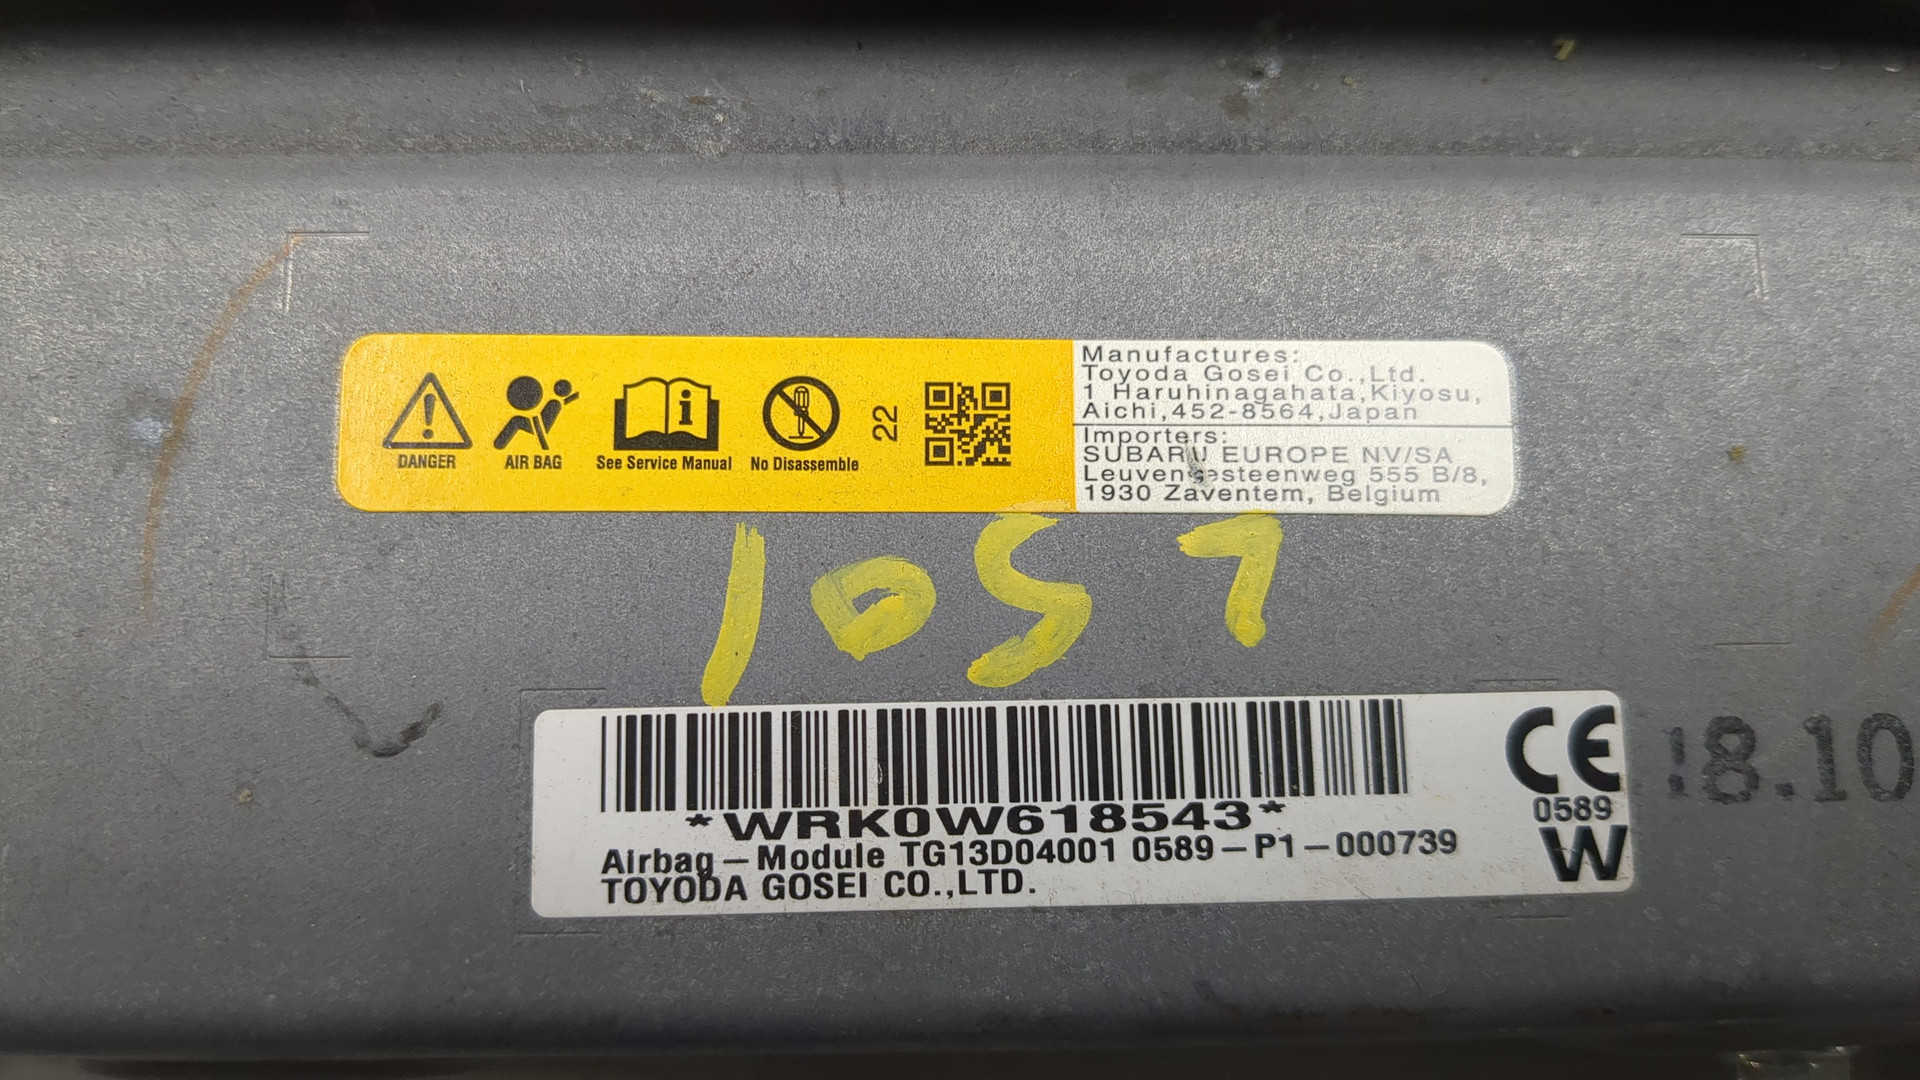 DANGER
AIR BAG
See Service Manual
No Disassemble
22
Manufactures:
Toyoda Gosei Co.,Ltd.
1 Haruhinagahata,Kiyosu,
Aichi,452-8564,Japan
Importers:
SUBARU EUROPE NV/SA
Leuvensesteenweg 555 B/8,
1930 Zaventem, Belgium
1057
*WRK0W618543*
Airbag-Module TG13D04001 0589-P1-000739
TOYODA GOSEI CO.,LTD.
CE
0589
W
8.10